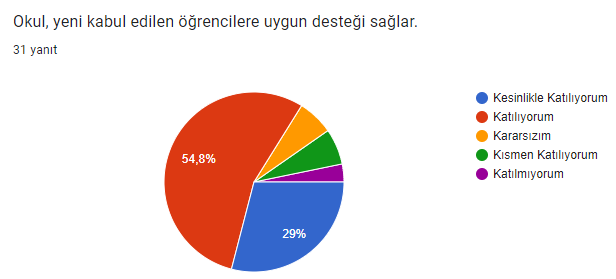 Okul, yeni kabul edilen öğrencilere uygun desteği sağlar.
31 yanıt
Kesinlikle Katılıyorum
Katılıyorum
Kararsızım
Kısmen Katılıyorum
Katılmıyorum
54,8%
29%